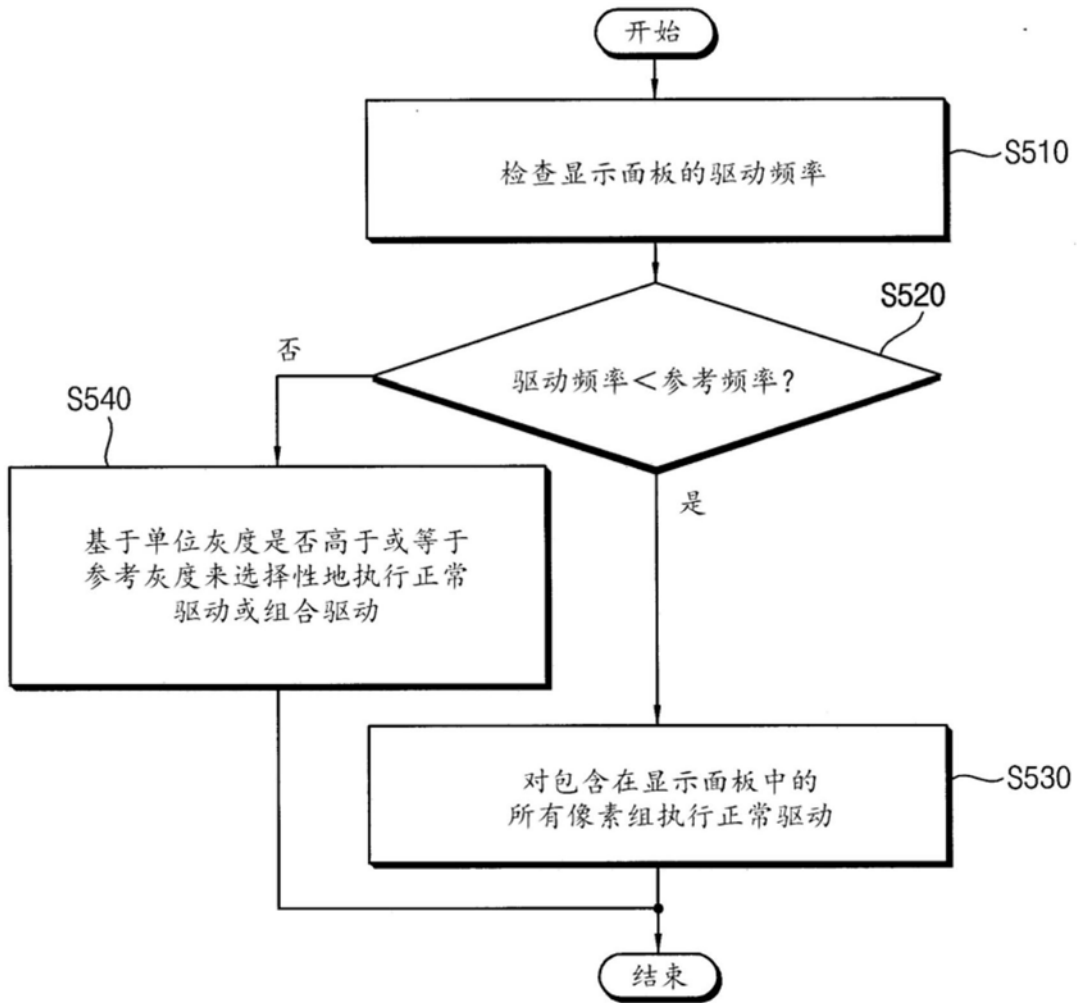 开始
检查显示面板的驱动频率
S510
S520
驱动频率<参考频率?
否
是
S540
基于单位灰度是否高于或等于
参考灰度来选择性地执行正常
驱动或组合驱动
对包含在显示面板中的
所有像素组执行正常驱动
S530
结束